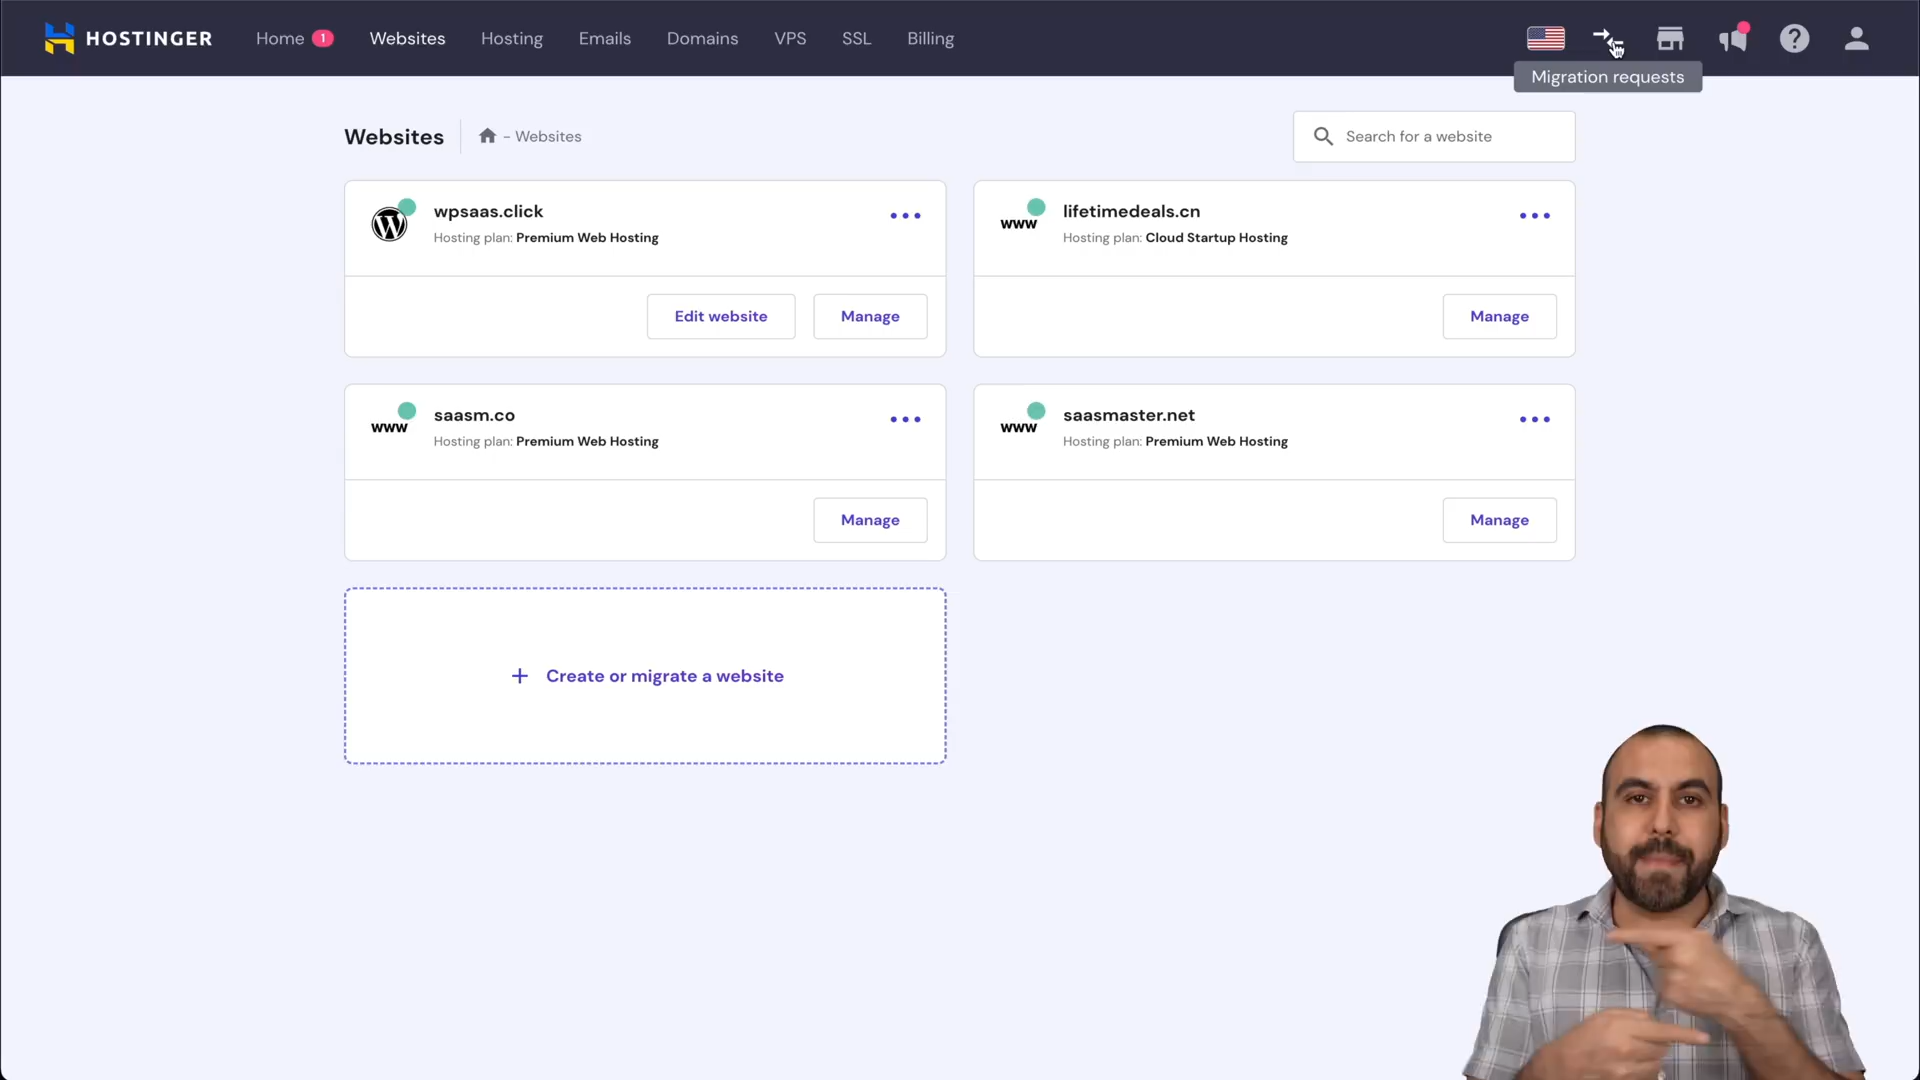 HOSTINGER
Home 1
Websites
Hosting
Emails
Domains
VPS
SSL
Billing
Migration requests
Websites
- Websites
Search for a website
wpsaas.click
Hosting plan: Premium Web Hosting
Edit website
Manage
www
lifetimedeals.cn
Hosting plan: Cloud Startup Hosting
Manage
www
saasm.co
Hosting plan: Premium Web Hosting
Manage
www
saasmaster.net
Hosting plan: Premium Web Hosting
Manage
+ Create or migrate a website